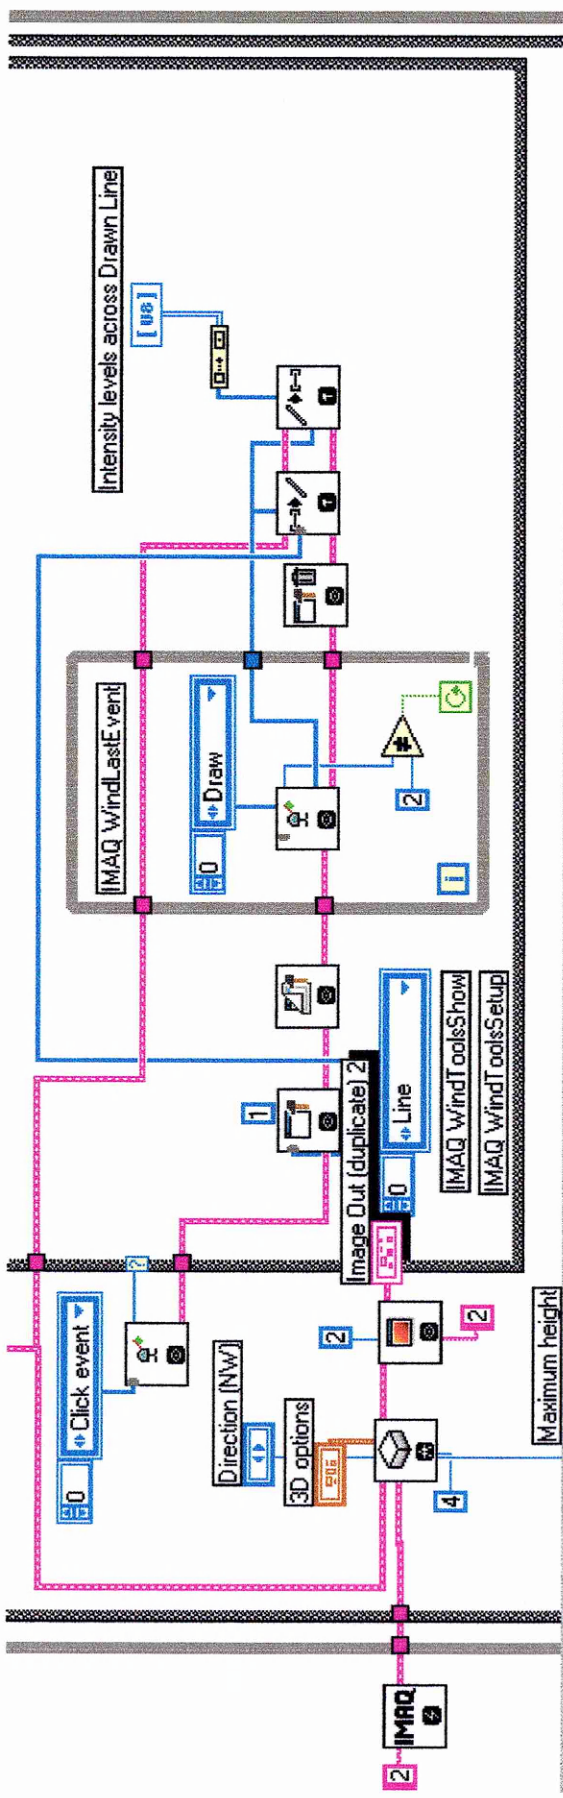 Intensity levels across Drawn Line
[U8]
IMAQ WindLastEvent
Draw
0
2
i
1
Image Out (duplicate) 2
Line
0
IMAQ WindToolsShow
IMAQ WindToolsSetup
?
Click event
0
2
2
Direction (NW)
3D options
4
Maximum height
IMAQ
2